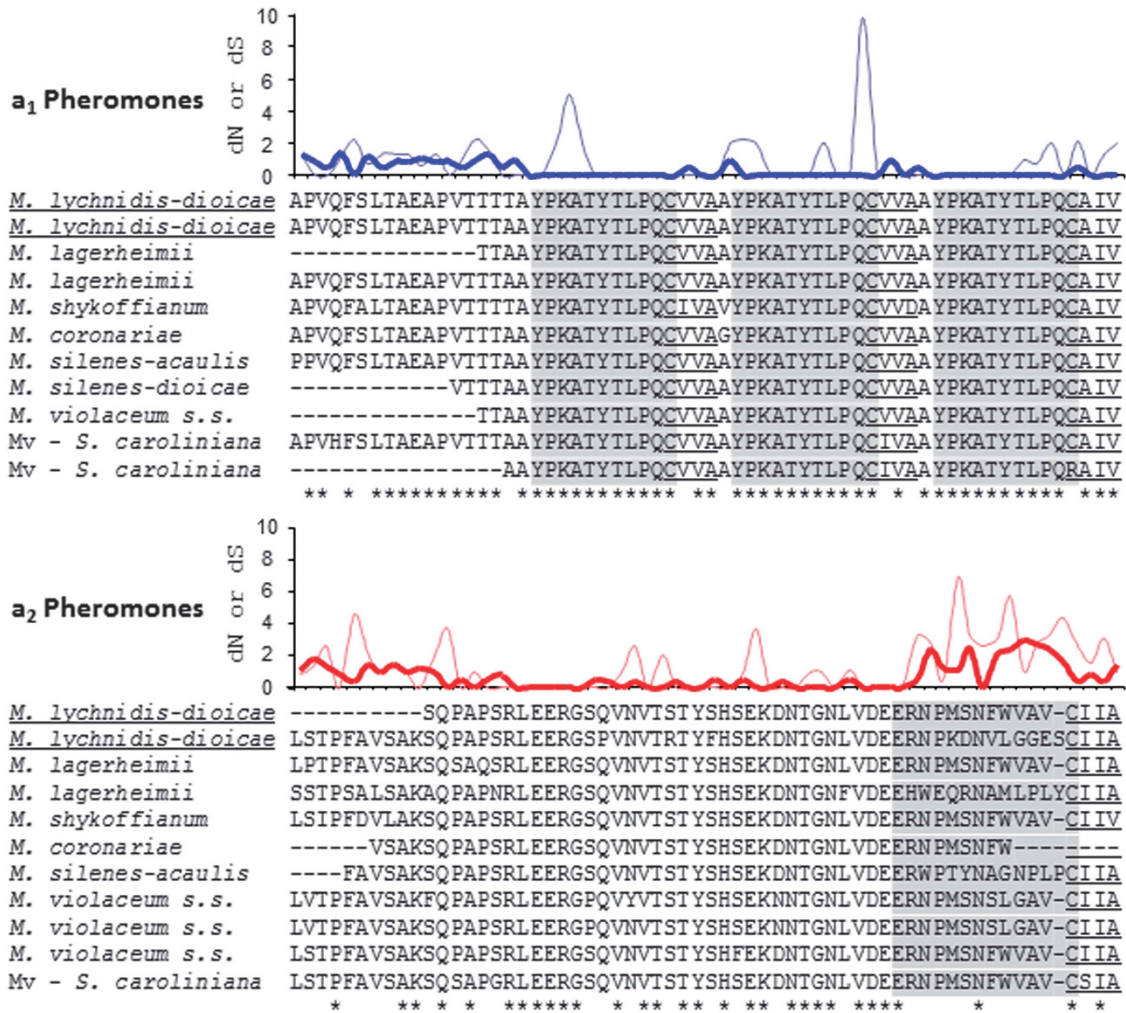 a1 Pheromones
dN or dS
10
8
6
4
2
0
M. lychnidis-dioicae APVQFSLTAEAPVTTTTAYPKATYTLPQCVVAAYPKATYTLPQCVVAAYPKATYTLPQCAIV
M. lychnidis-dioicae APVQFSLTAEAPVTTTAAYPKATYTLPQCVVAAYPKATYTLPQCVVAAYPKATYTLPQCAIV
M. lagerheimii --------------TTAAYPKATYTLPQCVVAAYPKATYTLPQCVVAAYPKATYTLPQCAIV
M. lagerheimii APVQFSLTAEAPVTTTTAYPKATYTLPQCVVAAYPKATYTLPQCVVAAYPKATYTLPQCAIV
M. shykoffianum APVQFALTAEAPVTTTTAYPKATYTLPQCIVAVYPKATYTLPQCVVDAYPKATYTLPQCAIV
M. coronariae APVQFSLTAEAPVTTTTAYPKATYTLPQCVVAGYPKATYTLPQCVVAAYPKATYTLPQCAIV
M. silenes-acaulis PPVQFSLTAEAPVTTTAAYPKATYTLPQCVVAAYPKATYTLPQCVVAAYPKATYTLPQCAIV
M. silenes-dioicae ------------VTTTAAYPKATYTLPQCVVAAYPKATYTLPQCVVAAYPKATYTLPQCAIV
M. violaceum s.s. --------------TTAAYPKATYTLPQCVVAAYPKATYTLPQCVVAAYPKATYTLPQCAIV
Mv - S. caroliniana APVHFSLTAEAPVTTTTAYPKATYTLPQCVVAAYPKATYTLPQCIVAAYPKATYTLPQCAIV
Mv - S. caroliniana ----------------AAYPKATYTLPQCVVAAYPKATYTLPQCIVAAYPKATYTLPQRAIV
** * ********** ************ ** *********** * * ********** ***
a2 Pheromones
dN or dS
10
8
6
4
2
0
M. lychnidis-dioicae ----------SQPAPSRLEERGSQVNVTSTYSHSEKDNTGNLVDEERNPMSNFWVAV-CIIA
M. lychnidis-dioicae LSTPFAVSAKSQPAPSRLEERGSPVNVTRTYFHSEKDNTGNLVDEERNPKDNVLGGESCIIA
M. lagerheimii LPTPFAVSAKSQSAQSRLEERGSQVNVTSTYSHSEKDNTGNLVDEERNPMSNFWVAV-CIIA
M. lagerheimii SSTPSALSAKAQPAPNRLEERGSQVNVTSTYSHSEKDNTGNFVDEEHWEQRNAMLPLYCIIA
M. shykoffianum LSIPFDVLAKSQPAPSRLEERGSQVNVTSTYSHSEKDNTGNLVDEERNPMSNFWVAV-CIIV
M. coronariae ------VSAKSQPAPSRLEERGSQVNVTSTYSHSEKDNTGNLVDEERNPMSNFW--------
M. silenes-acaulis ----FAVSAKSQPAPSRLEERGSQVNVTSTYSHSEKDNTGNLVDEERWPTYNAGNPLPCIIA
M. violaceum s.s. LVTPFAVSAKFQPAPSRLEERGPQVYVTSTYSHSEKNNTGNLVDEERNPMSNSLGAV-CIIA
M. violaceum s.s. LVTPFAVSAKSQPAPSRLEERGPQVNVTSTYSHSEKNNTGNLVDEERNPMSNSLGAV-CIIA
M. violaceum s.s. LSTPFAVSAKSQPAPSRLEERGSQVNVTSTYSHFEKDNTGNLVDEERNPMSNFWVAV-CIIA
Mv - S. caroliniana LSTPFAVSAKSQPAPGRLEERGSQVNVTSTYSHSEKDNTGNLVDEERNPMSNFWVAV-CSIA
* ** * * ****** * ** ** * ** **** *** **** * * *